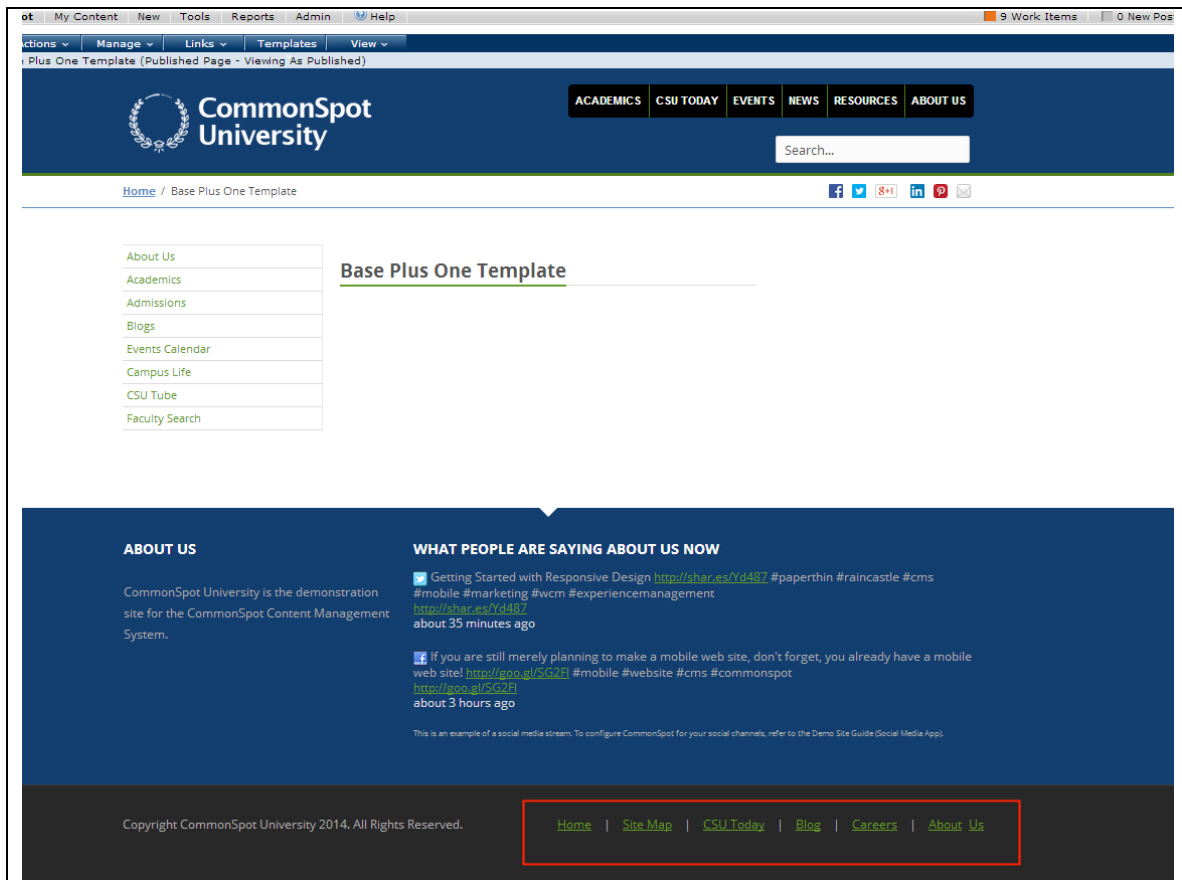 ot My Content New Tools Reports Admin Help 9 Work Items 0 New Pos
ctions Manage Links Templates View
Plus One Template (Published Page - Viewing As Published)
CommonSpot
University
ACADEMICS CSU TODAY EVENTS NEWS RESOURCES ABOUT US
Search...
Home / Base Plus One Template
8+1
About Us
Academics
Admissions
Blogs
Events Calendar
Campus Life
CSU Tube
Faculty Search
Base Plus One Template
ABOUT US
CommonSpot University is the demonstration
site for the CommonSpot Content Management
System.
WHAT PEOPLE ARE SAYING ABOUT US NOW
Getting Started with Responsive Design http://shar.es/Yd487 #paperthin #raincastle #cms
#mobile #marketing #wcm #experiencemanagement
http://shar.es/Yd487
about 35 minutes ago
If you are still merely planning to make a mobile web site, don't forget, you already have a mobile
web site! http://goo.gl/SG2Fl #mobile #website #cms #commonspot
http://goo.gl/SG2Fl
about 3 hours ago
This is an example of a social media stream. To configure CommonSpot for your social channels, refer to the Demo Site Guide (Social Media App).
Copyright CommonSpot University 2014. All Rights Reserved.
Home | Site Map | CSU Today | Blog | Careers | About Us